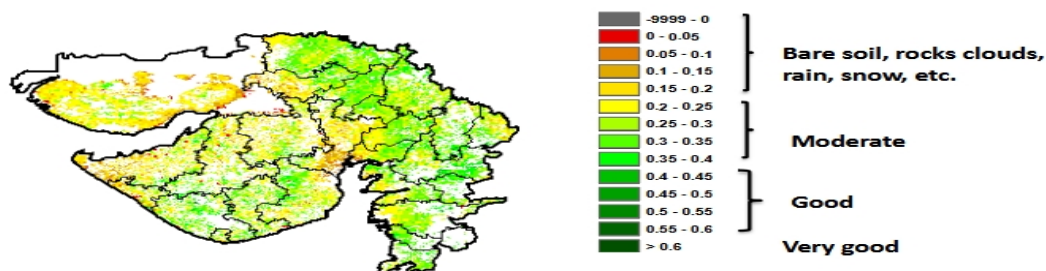 -9999 - 0
0 - 0.05
0.05 - 0.1
0.1 - 0.15
0.15 - 0.2
0.2 - 0.25
0.25 - 0.3
0.3 - 0.35
0.35 - 0.4
0.4 - 0.45
0.45 - 0.5
0.5 - 0.55
0.55 - 0.6
> 0.6
Bare soil, rocks clouds,
rain, snow, etc.
Moderate
Good
Very good